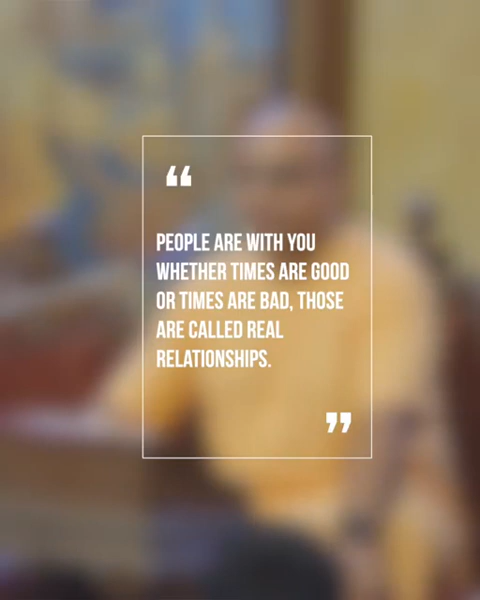 “
PEOPLE ARE WITH YOU
WHETHER TIMES ARE GOOD
OR TIMES ARE BAD, THOSE
ARE CALLED REAL
RELATIONSHIPS.
”